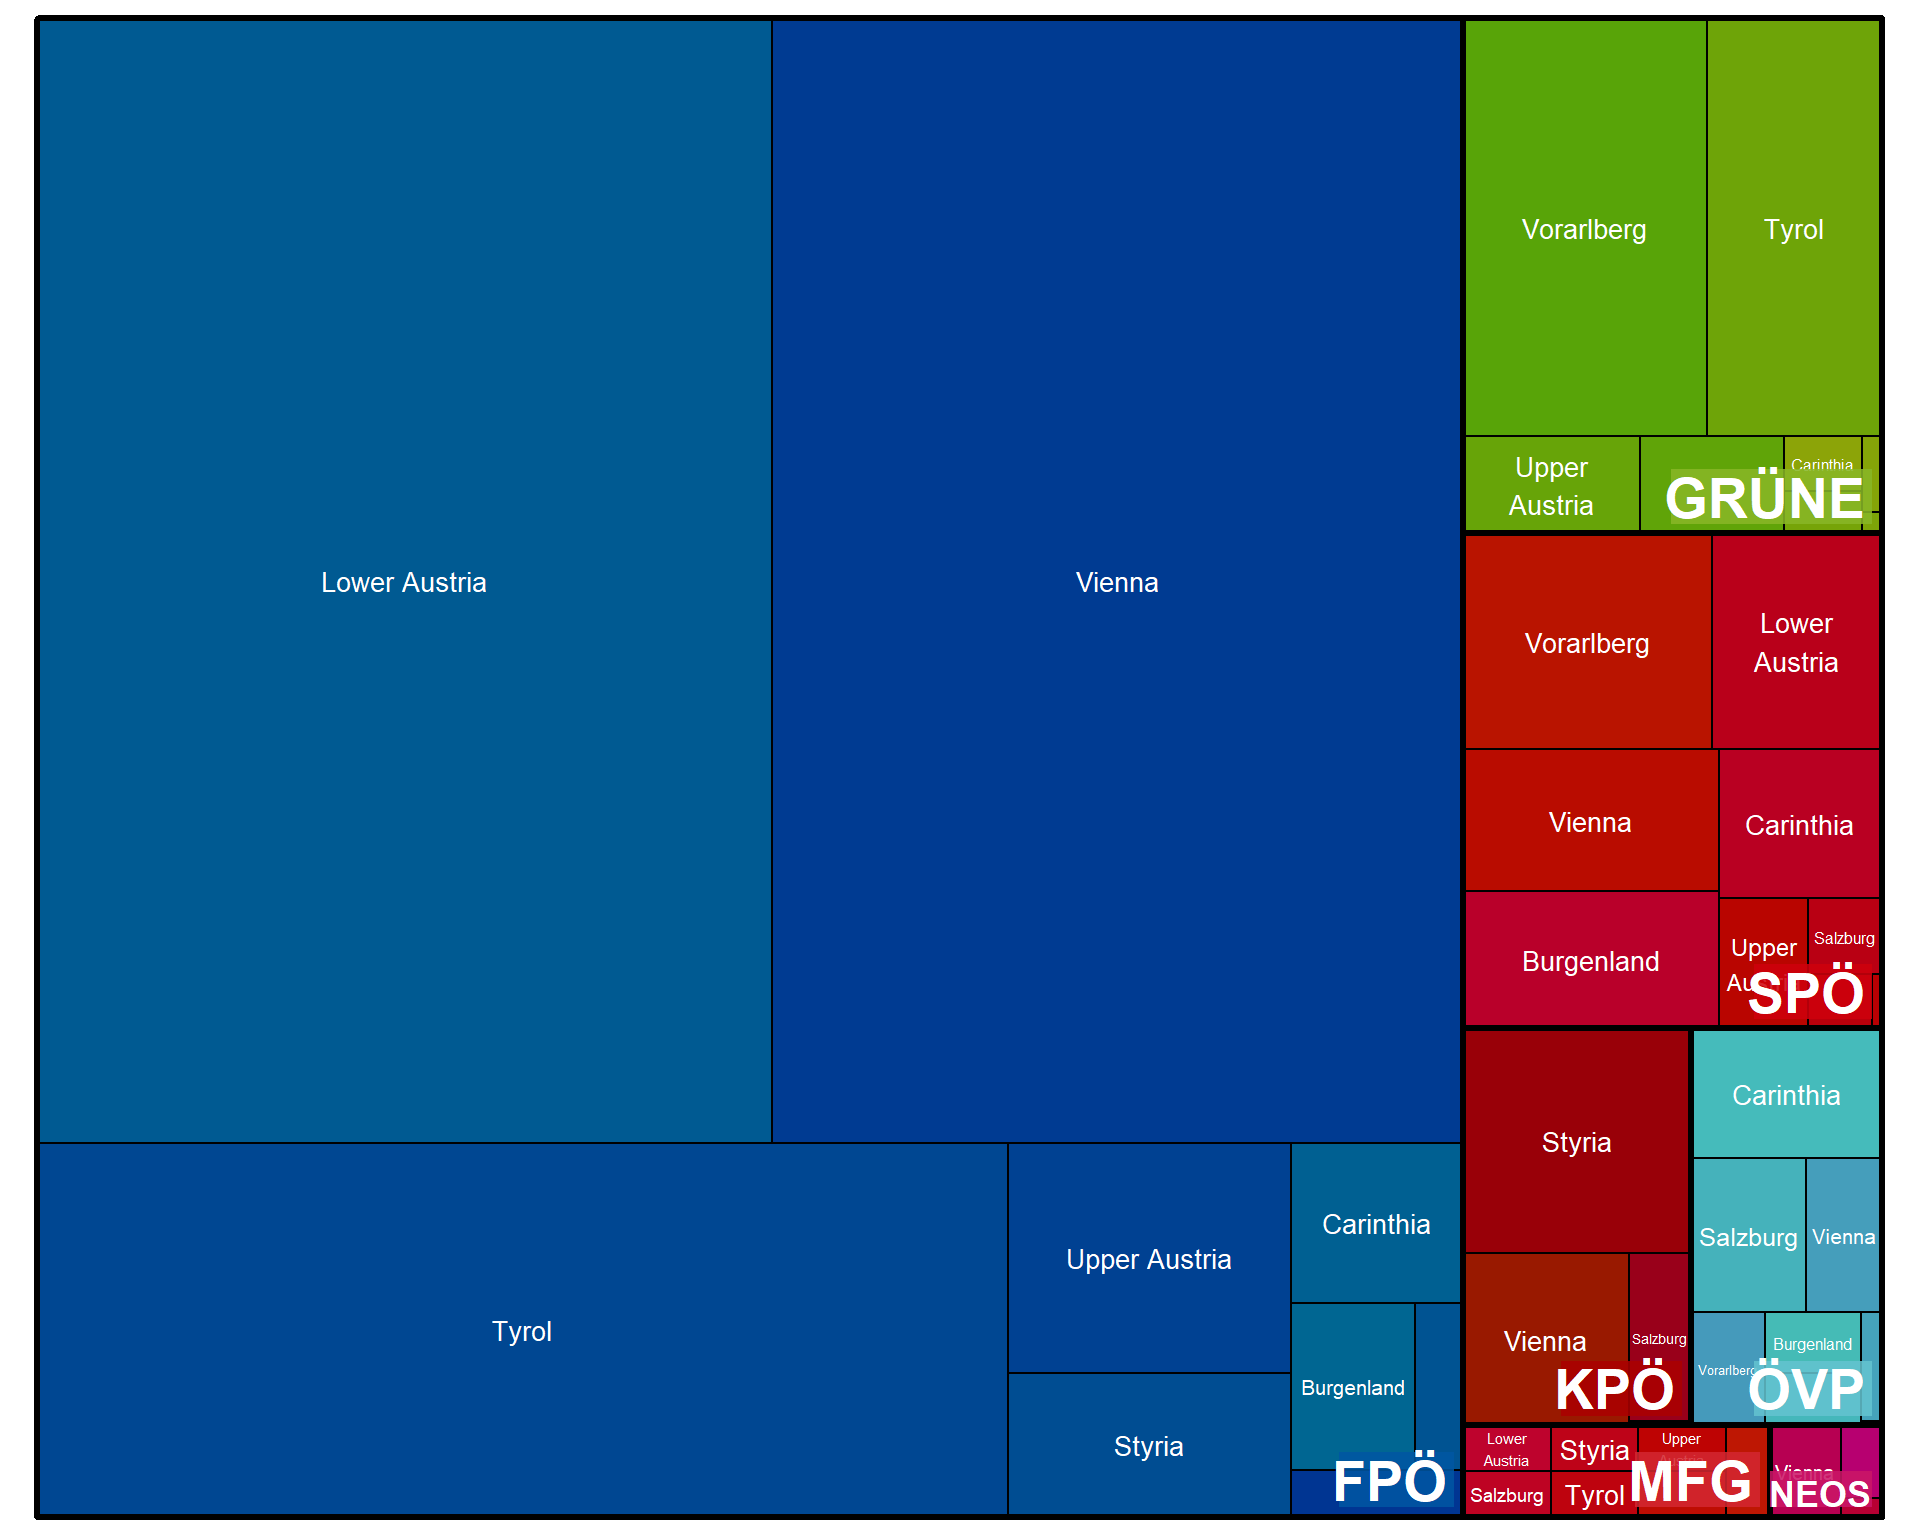 Lower Austria
Vienna
Tyrol
Upper Austria
Styria
Carinthia
Burgenland
FPÖ
Vorarlberg
Tyrol
Upper
Austria
Carinthia
GRÜNE
Vorarlberg
Lower
Austria
Vienna
Carinthia
Burgenland
Upper
Salzburg
SPÖ
Styria
Vienna
Salzburg
KPÖ
Carinthia
Salzburg
Vienna
Vorarlberg
Burgenland
ÖVP
Lower
Austria
Styria
Upper
Salzburg
Tyrol
MFG
Vienna
NEOS